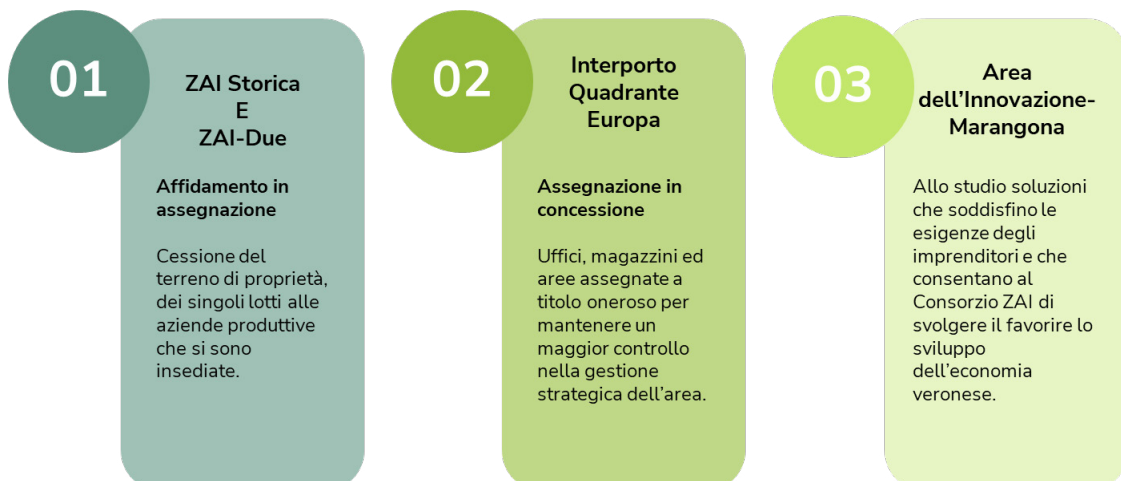 01
ZAI Storica
E
ZAI-Due
Affidamento in
assegnazione
Cessione del
terreno di proprietà,
dei singoli lotti alle
aziende produttive
che si sono
insediate.
02
Interporto
Quadrante
Europa
Assegnazione in
concessione
Uffici, magazzini ed
aree assegnate a
titolo oneroso per
mantenere un
maggior controllo
nella gestione
strategica dell’area.
03
Area
dell’Innovazione-
Marangona
Allo studio soluzioni
che soddisfino le
esigenze degli
imprenditori e che
consentano al
Consorzio ZAI di
svolgere il favorire lo
sviluppo
dell’economia
veronese.